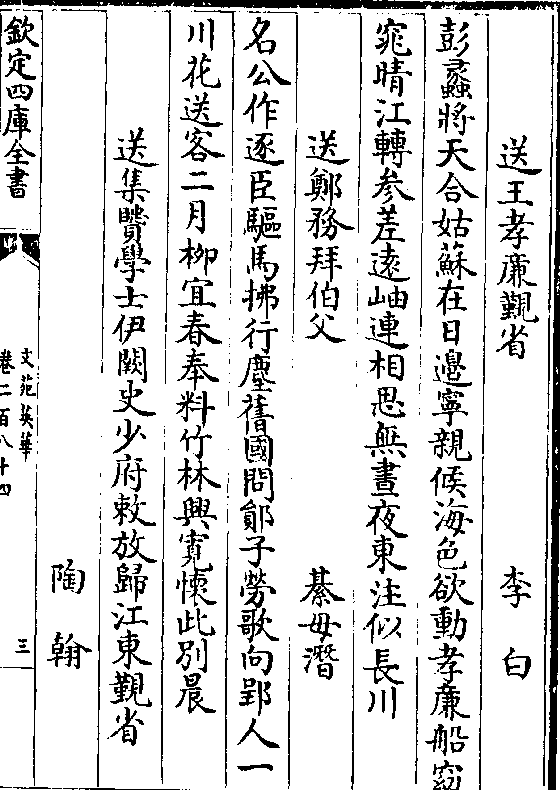 送王孝廉覲省 李白
彭蠡將天合姑蘇在日邊寧親候海色欲動孝廉船窈
窕晴江轉參差遠岫連相思無晝夜東注似長川
送鄭務拜伯父 綦毋潛
名公作逐臣驅馬拂行塵舊國問鄖子勞歌向郢人一
川花送客二月柳宜春奉料竹林興寬懷此別晨
送集賢學士伊闕史少府敕放歸江東覲省
陶翰
欽定四庫全書
文苑英華
卷二百八十四
三